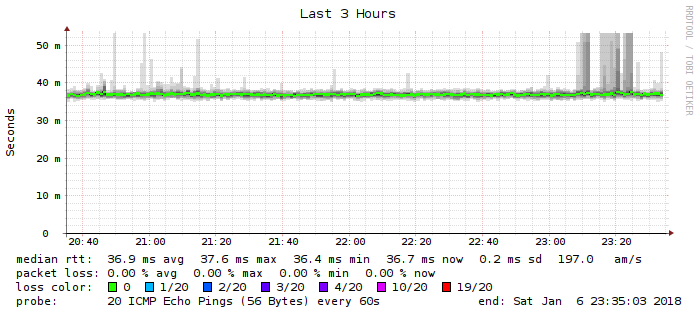 Last 3 Hours
RRDTOOL / TOBI OETIKER
Seconds
50 m
40 m
30 m
20 m
10 m
0
20:40 21:00 21:20 21:40 22:00 22:20 22:40 23:00 23:20
median rtt: 36.9 ms avg 37.6 ms max 36.4 ms min 36.7 ms now 0.2 ms sd 197.0 am/s
packet loss: 0.00 % avg 0.00 % max 0.00 % min 0.00 % now
loss color: 0 1/20 2/20 3/20 4/20 10/20 19/20
probe: 20 ICMP Echo Pings (56 Bytes) every 60s end: Sat Jan 6 23:35:03 2018